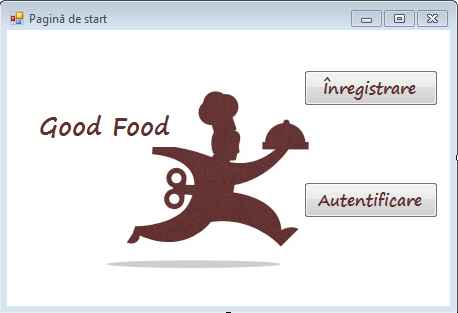 Pagină de start
Înregistrare
Good Food
Autentificare